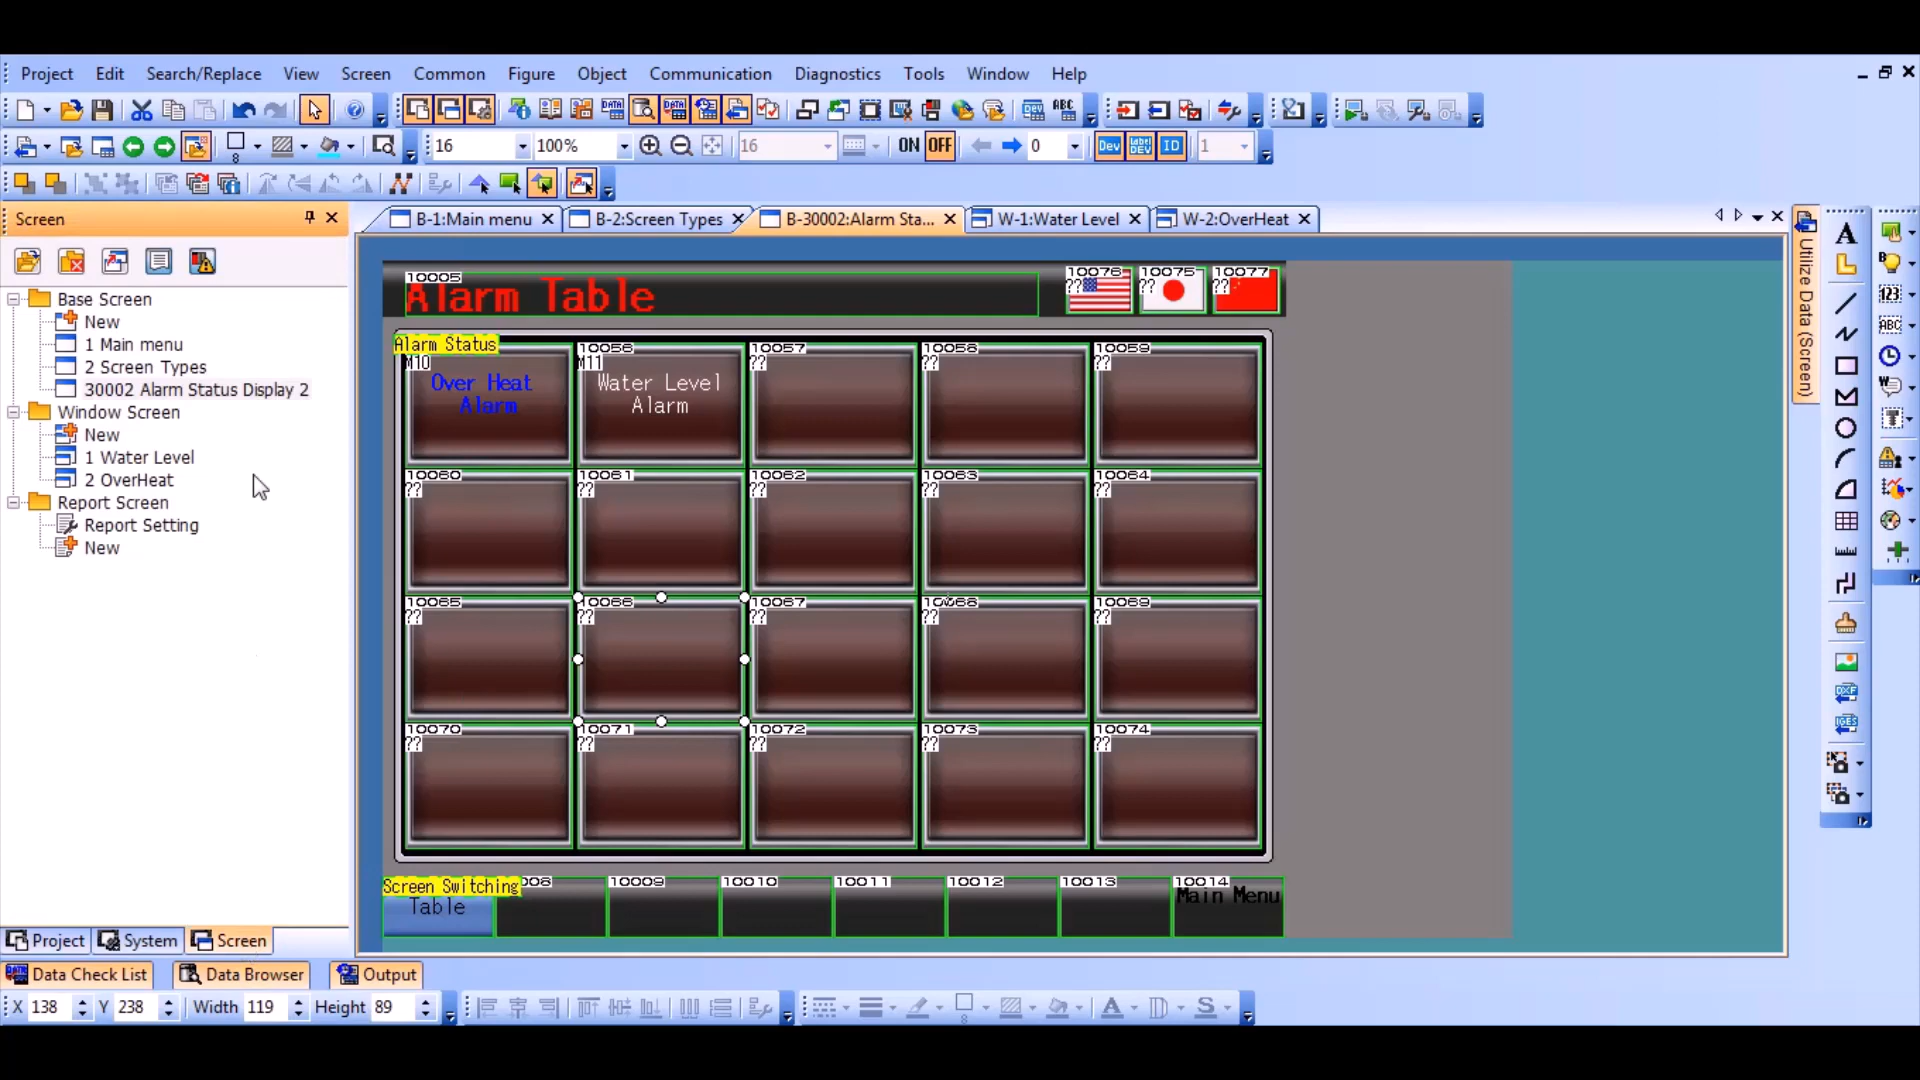 Project Edit Search/Replace View Screen Common Figure Object Communication Diagnostics Tools Window Help
16 100% 16 ON OFF 0 Dev ID 1
Screen
B-1:Main menu B-2:Screen Types B-30002:Alarm Sta... W-1:Water Level W-2:OverHeat
Base Screen
New
1 Main menu
2 Screen Types
30002 Alarm Status Display 2
Window Screen
New
1 Water Level
2 OverHeat
Report Screen
Report Setting
New
10005 10076 10075 10077
Alarm Table ?? ?? ??
Alarm Status 10056 10057 10058 10059
M10 M11 ?? ?? ??
Over Heat Water Level
Alarm Alarm
10060 10061 10062 10063 10064
?? ?? ?? ?? ??
10065 10066 10067 10068 10069
?? ?? ?? ?? ??
10070 10071 10072 10073 10074
?? ?? ?? ?? ??
Screen Switching 008 10009 10010 10011 10012 10013 10014
Table Main Menu
Utilize Data (Screen)
Project System Screen
Data Check List Data Browser Output
X 138 Y 238 Width 119 Height 89